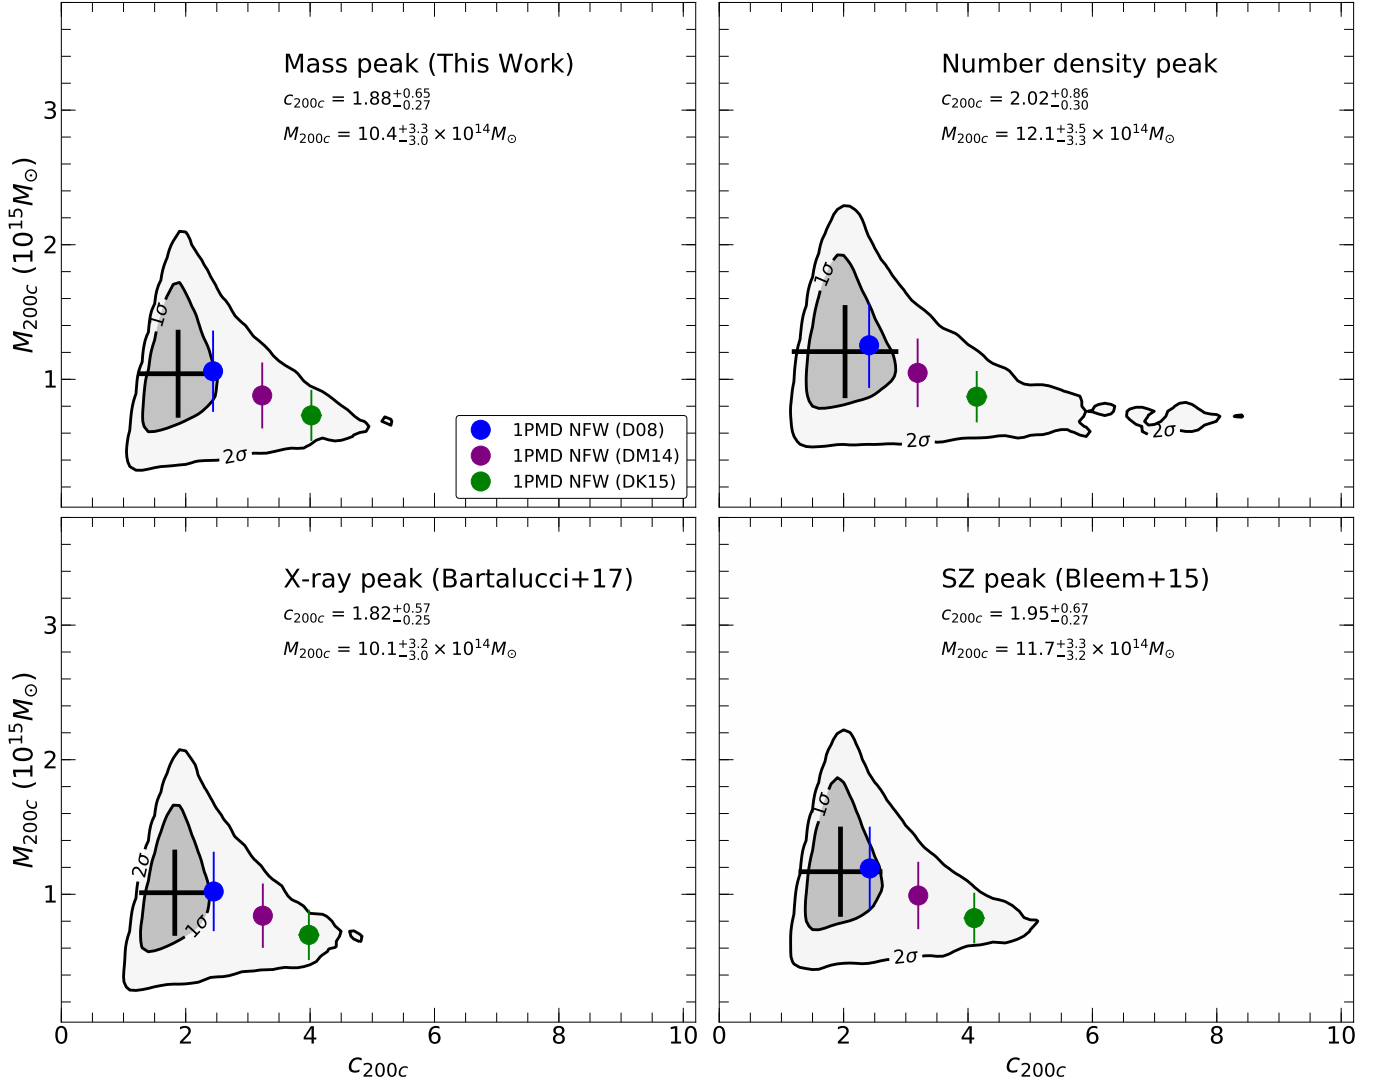 Mass peak (This Work)
c200c = 1.88+0.65−0.27
M200c = 10.4+3.3−3.0 × 10^14 M⊙
1σ
2σ
1PMD NFW (D08)
1PMD NFW (DM14)
1PMD NFW (DK15)
M200c (10^15 M⊙)
3
2
1
Number density peak
c200c = 2.02+0.86−0.30
M200c = 12.1+3.5−3.3 × 10^14 M⊙
1σ
2σ
2σ
X-ray peak (Bartalucci+17)
c200c = 1.82+0.57−0.25
M200c = 10.1+3.2−3.0 × 10^14 M⊙
2σ
1σ
M200c (10^15 M⊙)
3
2
1
0 2 4 6 8 10
c200c
SZ peak (Bleem+15)
c200c = 1.95+0.67−0.27
M200c = 11.7+3.3−3.2 × 10^14 M⊙
1σ
2σ
0 2 4 6 8 10
c200c